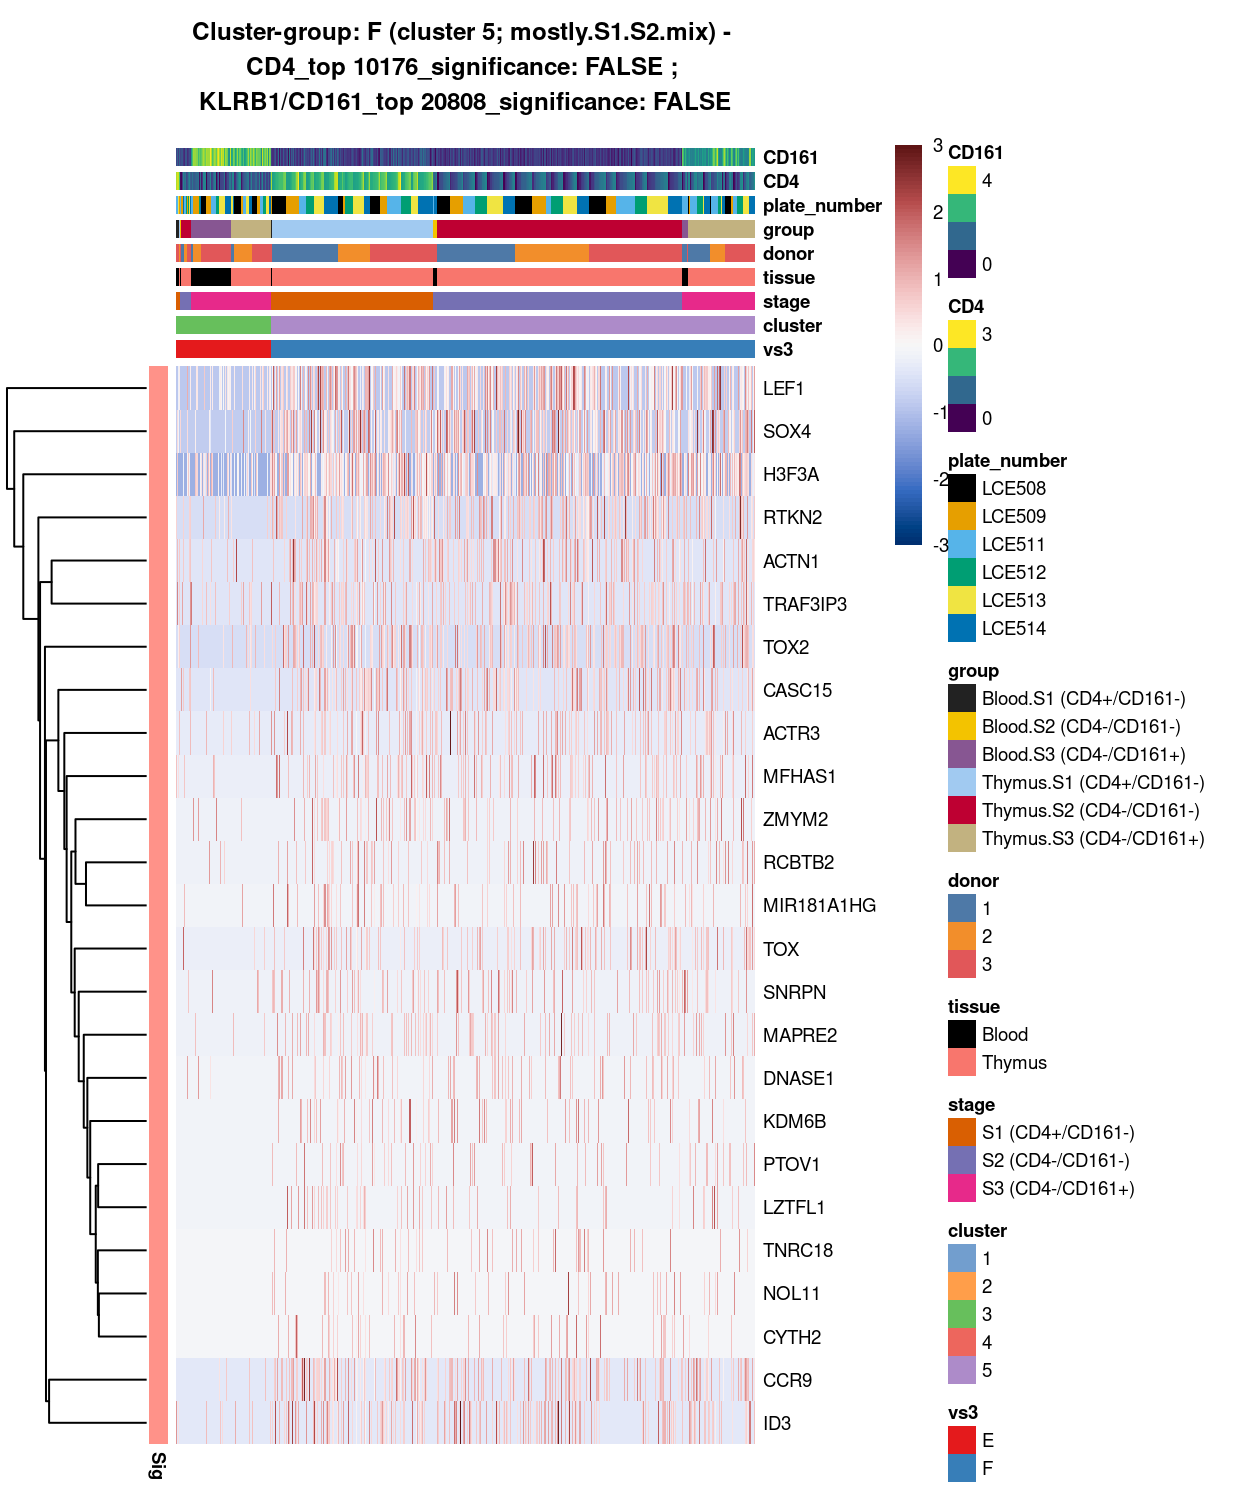 Cluster-group: F (cluster 5; mostly.S1.S2.mix) -
CD4_top 10176_significance: FALSE ;
KLRB1/CD161_top 20808_significance: FALSE
CD161
CD4
plate_number
group
donor
tissue
stage
cluster
vs3
LEF1
SOX4
H3F3A
RTKN2
ACTN1
TRAF3IP3
TOX2
CASC15
ACTR3
MFHAS1
ZMYM2
RCBTB2
MIR181A1HG
TOX
SNRPN
MAPRE2
DNASE1
KDM6B
PTOV1
LZTFL1
TNRC18
NOL11
CYTH2
CCR9
ID3
Sig
3
2
1
0
-1
-2
-3
CD161
4
0
CD4
3
0
plate_number
LCE508
LCE509
LCE511
LCE512
LCE513
LCE514
group
Blood.S1 (CD4+/CD161-)
Blood.S2 (CD4-/CD161-)
Blood.S3 (CD4-/CD161+)
Thymus.S1 (CD4+/CD161-)
Thymus.S2 (CD4-/CD161-)
Thymus.S3 (CD4-/CD161+)
donor
1
2
3
tissue
Blood
Thymus
stage
S1 (CD4+/CD161-)
S2 (CD4-/CD161-)
S3 (CD4-/CD161+)
cluster
1
2
3
4
5
vs3
E
F